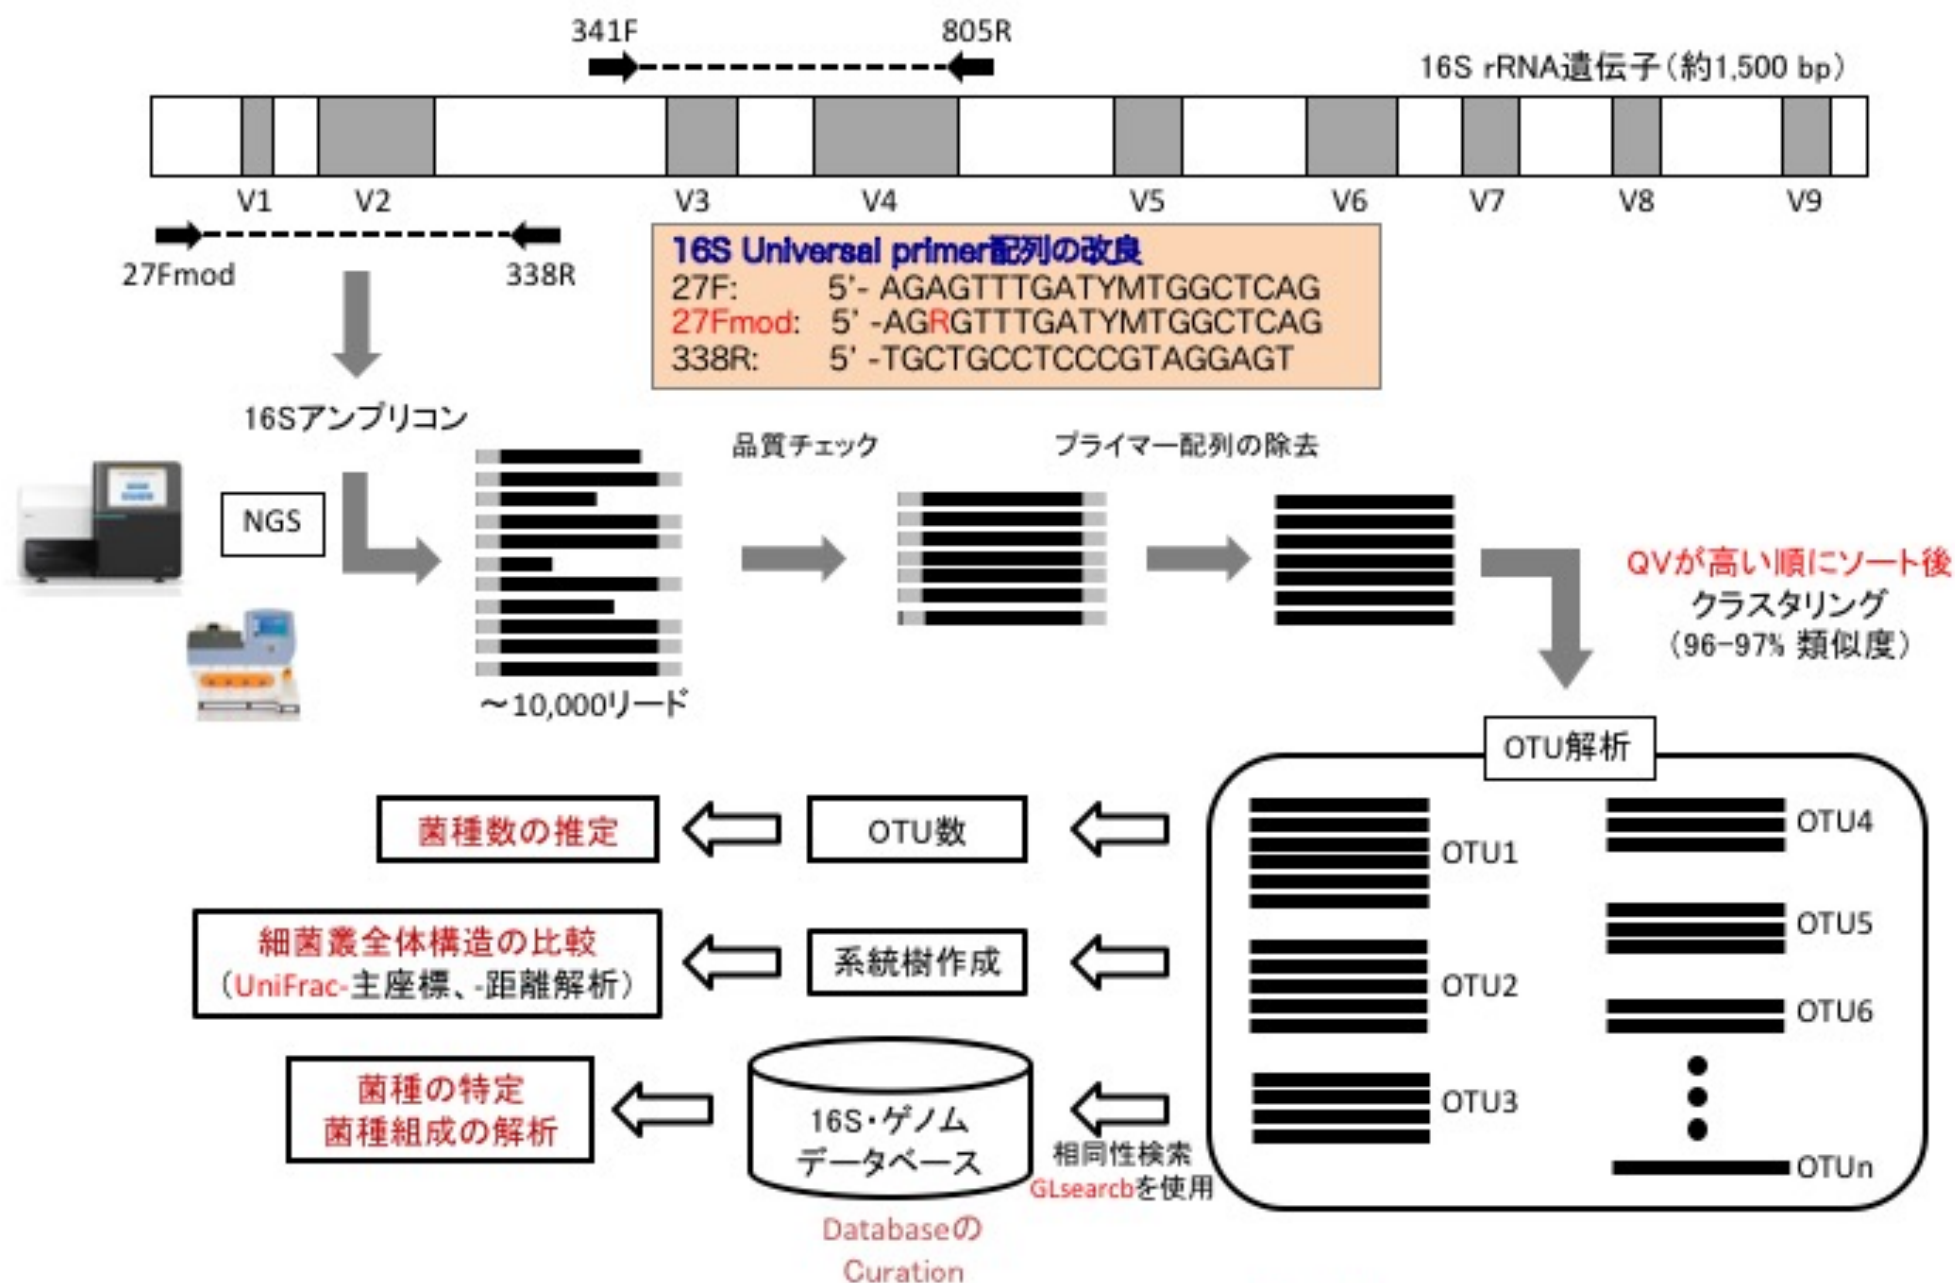 341F
805R
16S rRNA遺伝子(約1,500 bp)
V1
V2
V3
V4
V5
V6
V7
V8
V9
27Fmod
338R
16S Universal primer配列の改良
27F: 5'- AGAGTTTGATYMTGGCTCAG
27Fmod: 5' -AGRGTTTGATYMTGGCTCAG
338R: 5' -TGCTGCCTCCCGTAGGAGT
16Sアンプリコン
NGS
品質チェック
プライマー配列の除去
〜10,000リード
QVが高い順にソート後
クラスタリング
(96-97% 類似度)
OTU解析
OTU1
OTU2
OTU3
OTU4
OTU5
OTU6
OTUn
OTU数
菌種数の推定
系統樹作成
細菌叢全体構造の比較
(UniFrac-主座標、-距離解析)
相同性検索
GLsearcbを使用
16S・ゲノム
データベース
菌種の特定
菌種組成の解析
Databaseの
Curation